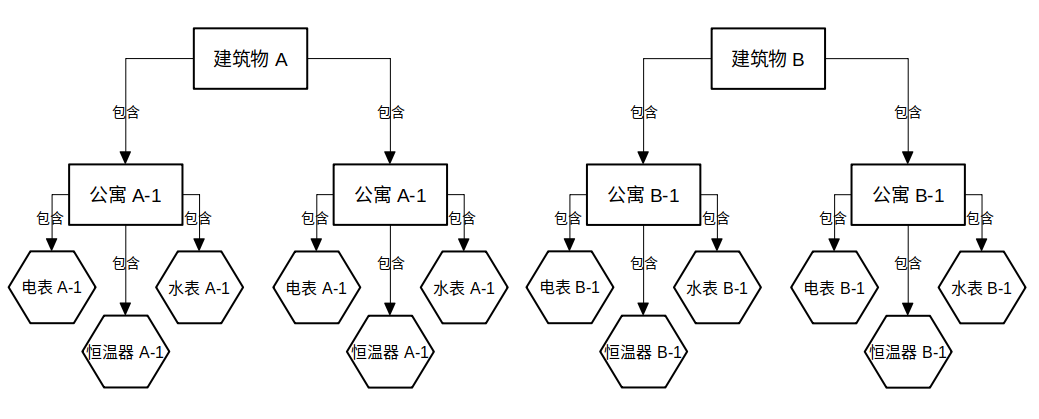 建筑物 A
建筑物 B
包含
包含
包含
包含
公寓 A-1
公寓 A-1
公寓 B-1
公寓 B-1
包含
包含
包含
包含
包含
包含
包含
包含
包含
包含
包含
包含
电表 A-1
水表 A-1
电表 A-1
水表 A-1
电表 B-1
水表 B-1
电表 B-1
水表 B-1
恒温器 A-1
恒温器 A-1
恒温器 B-1
恒温器 B-1